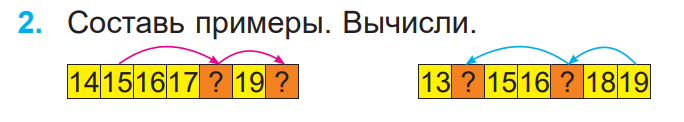 2. Составь примеры. Вычисли.
14 15 16 17 ? 19 ? 13 ? 15 16 ? 18 19